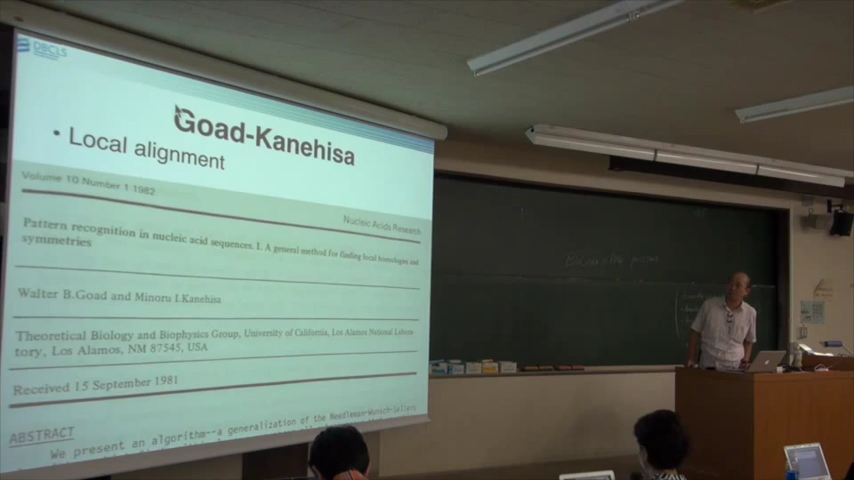 DBCLS
Goad-Kanehisa
• Local alignment
Volume 10 Number 1 1982
Nucleic Acids Research
Pattern recognition in nucleic acid sequences. I. A general method for finding local homologies and
symmetries
Walter B.Goad and Minoru I.Kanehisa
Theoretical Biology and Biophysics Group, University of California, Los Alamos National Labora-
tory, Los Alamos, NM 87545, USA
Received 15 September 1981
ABSTRACT
We present an algorithm--a generalization of the Needleman-Wunsch-Sellers